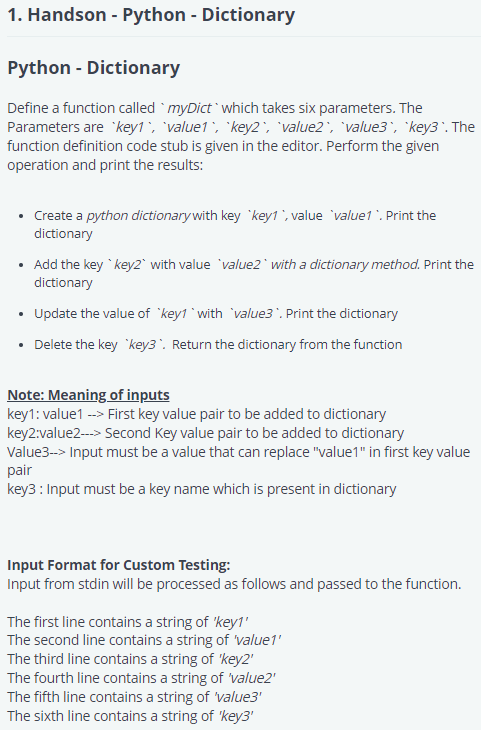 1. Handson - Python - Dictionary
Python - Dictionary
Define a function called `myDict` which takes six parameters. The
Parameters are `key1`, `value1`, `key2`, `value2`, `value3`, `key3`. The
function definition code stub is given in the editor. Perform the given
operation and print the results:
• Create a python dictionary with key `key1`, value `value1`. Print the
dictionary
• Add the key `key2` with value `value2` with a dictionary method. Print the
dictionary
• Update the value of `key1` with `value3`. Print the dictionary
• Delete the key `key3`. Return the dictionary from the function
Note: Meaning of inputs
key1: value1 --> First key value pair to be added to dictionary
key2:value2---> Second Key value pair to be added to dictionary
Value3--> Input must be a value that can replace "value1" in first key value
pair
key3 : Input must be a key name which is present in dictionary
Input Format for Custom Testing:
Input from stdin will be processed as follows and passed to the function.
The first line contains a string of 'key1'
The second line contains a string of 'value1'
The third line contains a string of 'key2'
The fourth line contains a string of 'value2'
The fifth line contains a string of 'value3'
The sixth line contains a string of 'key3'